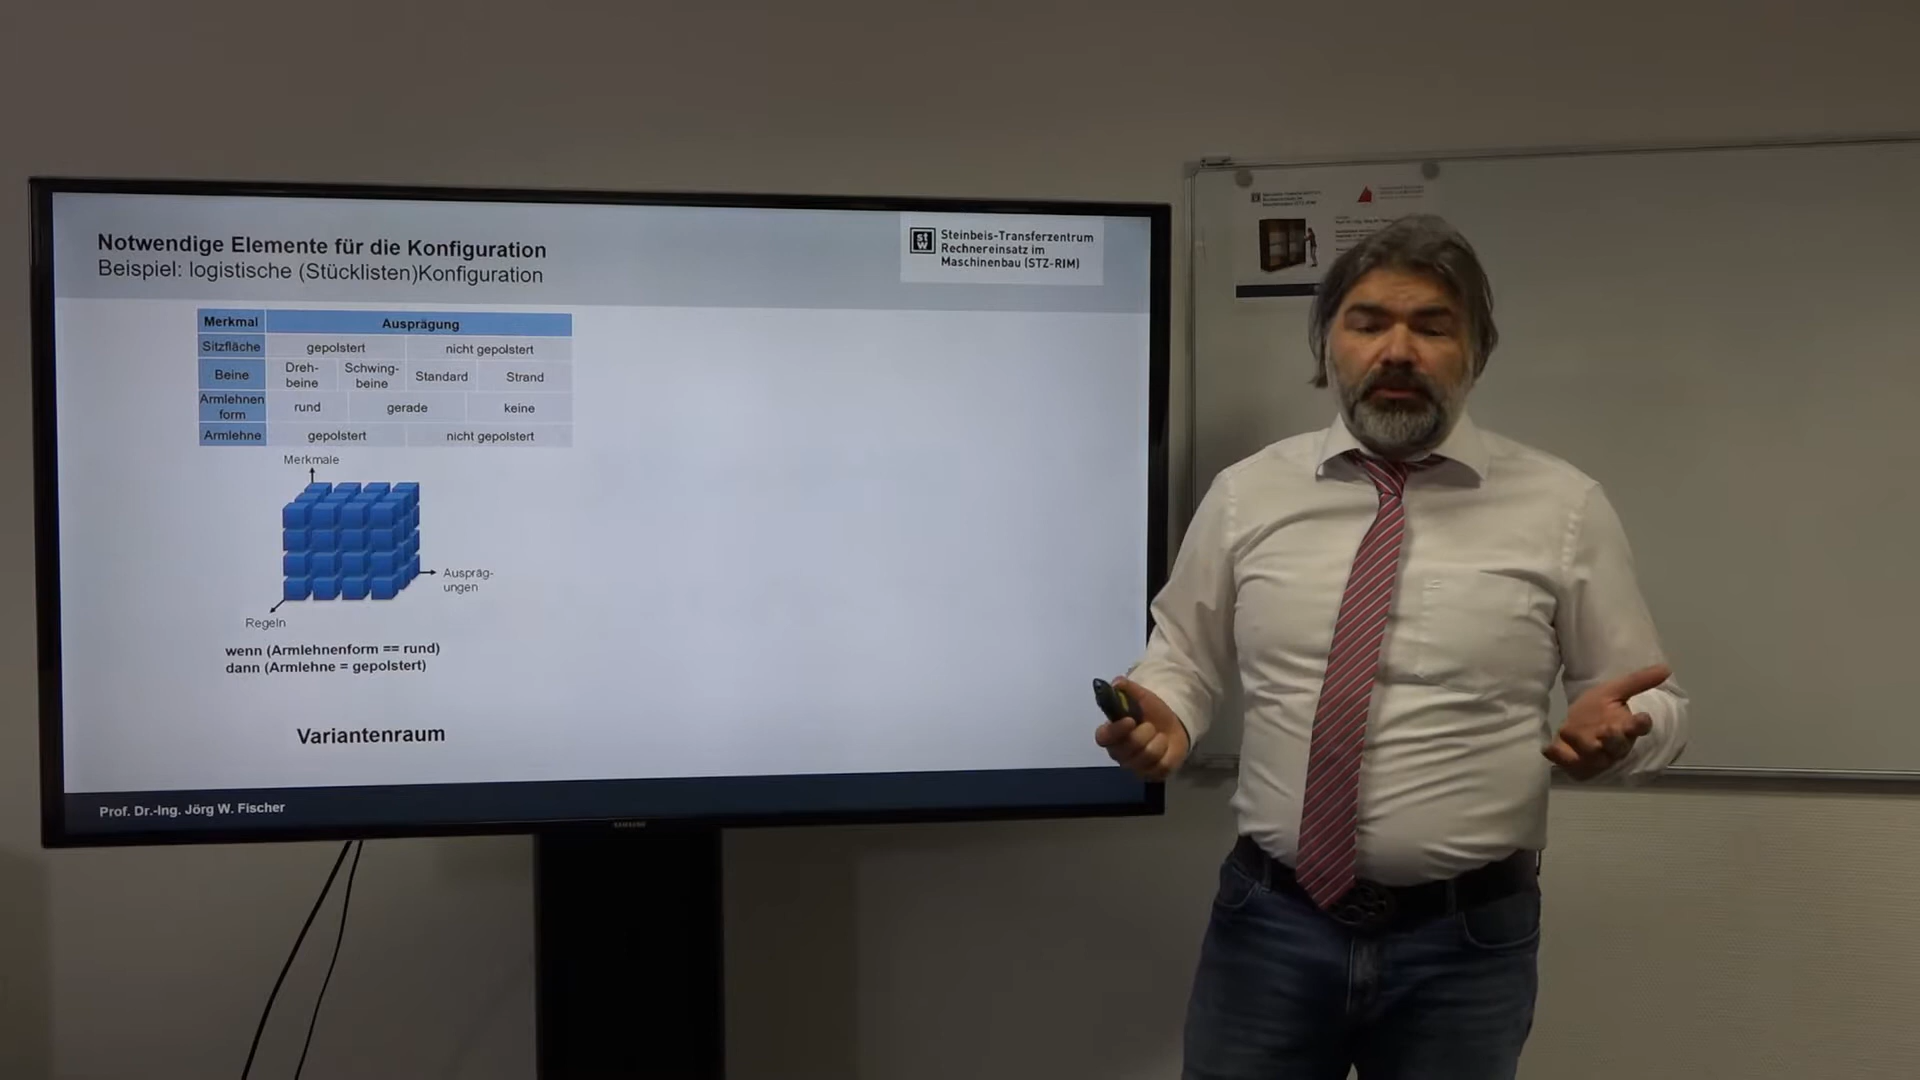 Notwendige Elemente für die Konfiguration
Beispiel: logistische (Stücklisten)Konfiguration
Steinbeis-Transferzentrum
Rechnereinsatz im
Maschinenbau (STZ-RIM)
Merkmal Ausprägung
Sitzfläche gepolstert nicht gepolstert
Beine Dreh-
beine Schwing-
beine Standard Strand
Armlehnen
form rund gerade keine
Armlehne gepolstert nicht gepolstert
Merkmale
Auspräg-
ungen
Regeln
wenn (Armlehnenform == rund)
dann (Armlehne = gepolstert)
Variantenraum
Prof. Dr.-Ing. Jörg W. Fischer
SAMSUNG